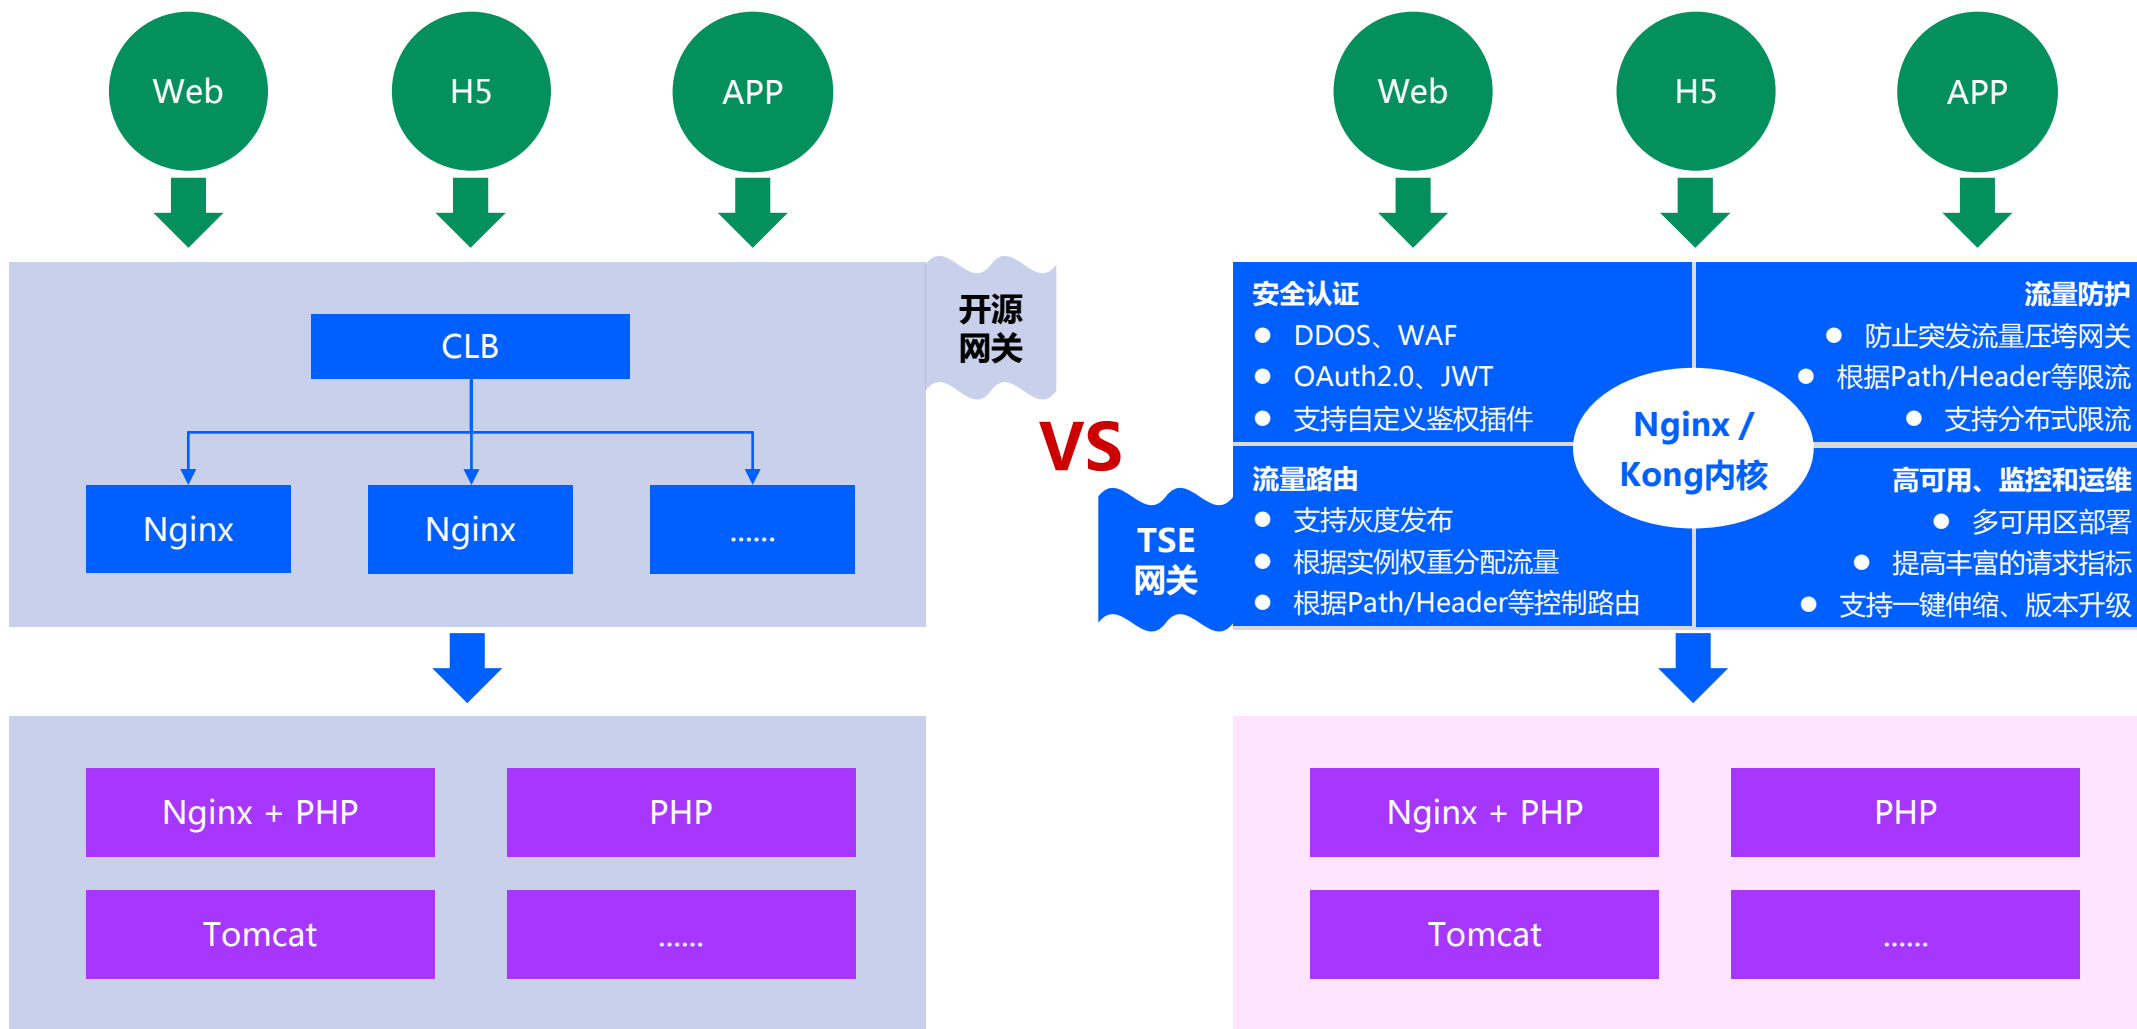 Web
H5
APP
开源
网关
CLB
Nginx
Nginx
......
Nginx + PHP
PHP
Tomcat
......
VS
Web
H5
APP
TSE
网关
安全认证
● DDOS、WAF
● OAuth2.0、JWT
● 支持自定义鉴权插件
流量防护
● 防止突发流量压垮网关
● 根据Path/Header等限流
● 支持分布式限流
Nginx /
Kong内核
流量路由
● 支持灰度发布
● 根据实例权重分配流量
● 根据Path/Header等控制路由
高可用、监控和运维
● 多可用区部署
● 提高丰富的请求指标
● 支持一键伸缩、版本升级
Nginx + PHP
PHP
Tomcat
......